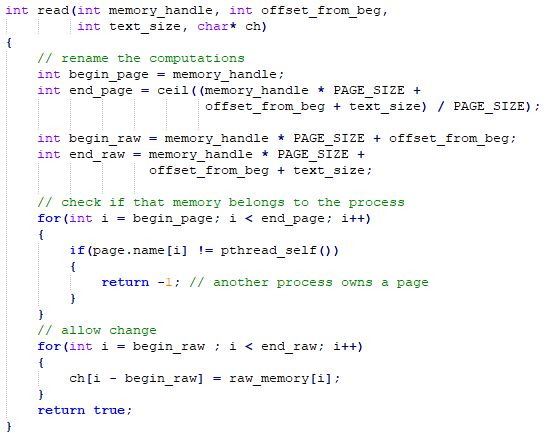 int read(int memory_handle, int offset_from_beg,
int text_size, char* ch)
{
// rename the computations
int begin_page = memory_handle;
int end_page = ceil((memory_handle * PAGE_SIZE +
offset_from_beg + text_size) / PAGE_SIZE);
int begin_raw = memory_handle * PAGE_SIZE + offset_from_beg;
int end_raw = memory_handle * PAGE_SIZE +
offset_from_beg + text_size;
// check if that memory belongs to the process
for(int i = begin_page; i < end_page; i++)
{
if(page.name[i] != pthread_self())
{
return -1; // another process owns a page
}
}
// allow change
for(int i = begin_raw ; i < end_raw; i++)
{
ch[i - begin_raw] = raw_memory[i];
}
return true;
}